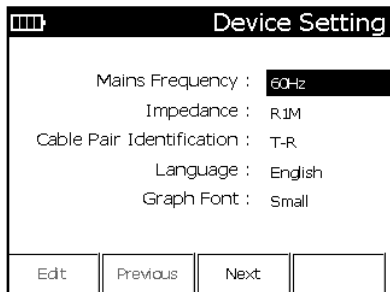 Device Setting
Mains Frequency : 60Hz
Impedance : R1M
Cable Pair Identification : T-R
Language : English
Graph Font : Small
Edit Previous Next